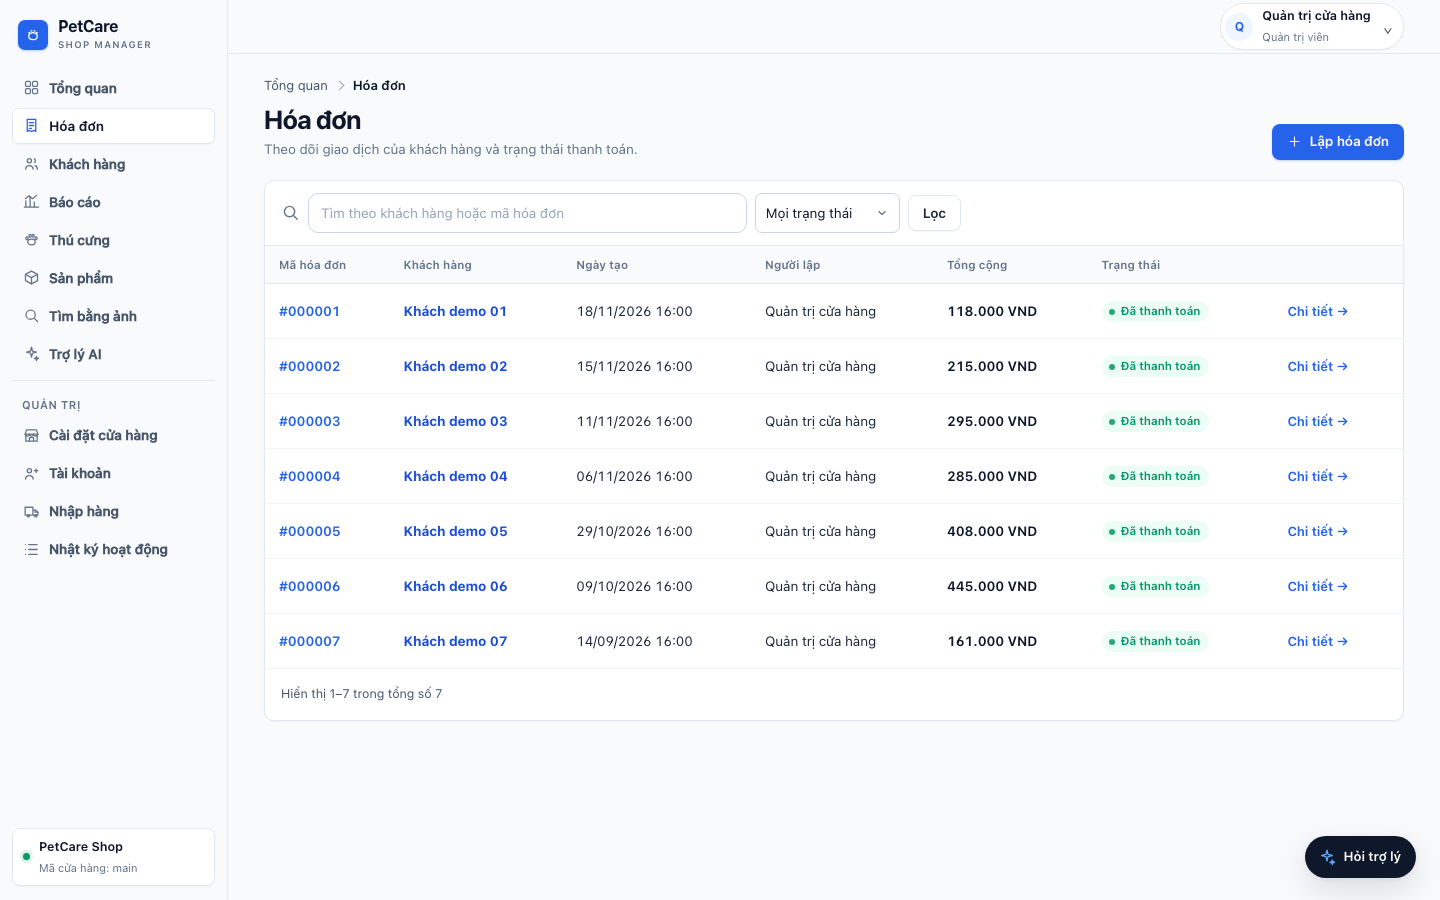 PetCare
SHOP MANAGER
Tổng quan
Hóa đơn
Khách hàng
Báo cáo
Thú cưng
Sản phẩm
Tìm bằng ảnh
Trợ lý AI
QUẢN TRỊ
Cài đặt cửa hàng
Tài khoản
Nhập hàng
Nhật ký hoạt động
PetCare Shop
Mã cửa hàng: main
Q
Quản trị cửa hàng
Quản trị viên
Tổng quan > Hóa đơn
Hóa đơn
Theo dõi giao dịch của khách hàng và trạng thái thanh toán.
+ Lập hóa đơn
Tìm theo khách hàng hoặc mã hóa đơn
Mọi trạng thái
Lọc
Mã hóa đơn Khách hàng Ngày tạo Người lập Tổng cộng Trạng thái
#000001 Khách demo 01 18/11/2026 16:00 Quản trị cửa hàng 118.000 VND Đã thanh toán Chi tiết →
#000002 Khách demo 02 15/11/2026 16:00 Quản trị cửa hàng 215.000 VND Đã thanh toán Chi tiết →
#000003 Khách demo 03 11/11/2026 16:00 Quản trị cửa hàng 295.000 VND Đã thanh toán Chi tiết →
#000004 Khách demo 04 06/11/2026 16:00 Quản trị cửa hàng 285.000 VND Đã thanh toán Chi tiết →
#000005 Khách demo 05 29/10/2026 16:00 Quản trị cửa hàng 408.000 VND Đã thanh toán Chi tiết →
#000006 Khách demo 06 09/10/2026 16:00 Quản trị cửa hàng 445.000 VND Đã thanh toán Chi tiết →
#000007 Khách demo 07 14/09/2026 16:00 Quản trị cửa hàng 161.000 VND Đã thanh toán Chi tiết →
Hiển thị 1–7 trong tổng số 7
Hỏi trợ lý